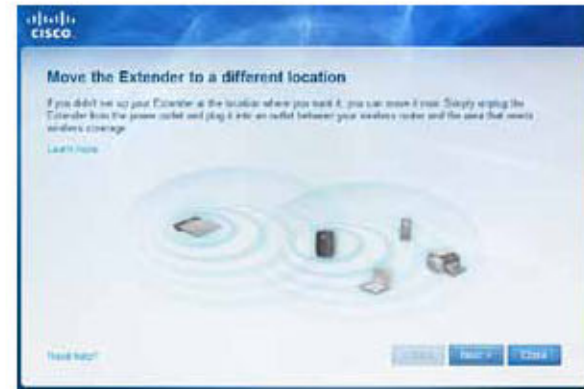 CISCO
Move the Extender to a different location
If you didn't set up your Extender at the location where you want it, you can move it now. Simply unplug the
Extender from the power outlet and plug it into an outlet between your wireless router and the area that needs
wireless coverage
Learn more
Need help?
Next >
Close